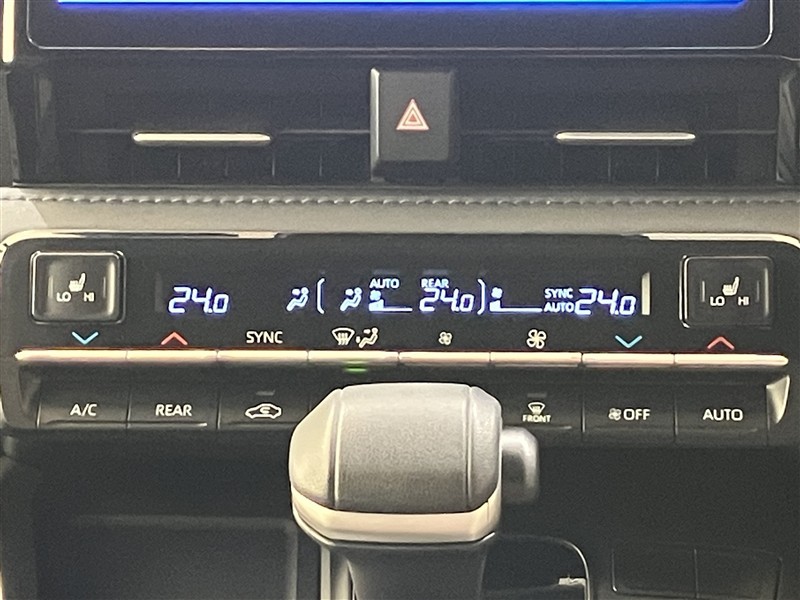 AUTO REAR
LO HI 24.0 24.0 SYNC AUTO 24.0 LO HI
SYNC
A/C REAR FRONT OFF AUTO